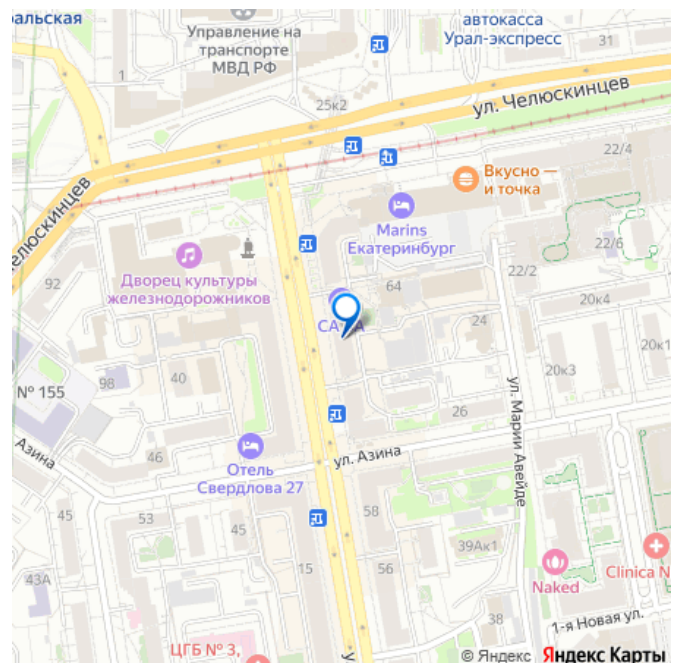 ральская
Управление на
транспорте
МВД РФ
автокасса
Урал-экспресс
31
1
25к2
ул. Челюскинцев
22/4
Вкусно —
и точка
Marins
Екатеринбург
елюскинцев
Дворец культуры
железнодорожников
92
22/6
22/2
64
20к4
24
20к1
98
40
№ 155
20к3
26
ул. Марии Авейде
Азина
46
Отель
Свердлова 27
ул. Азина
45
53
45
58
39Ак1
43А
15
56
Naked
Clinica N
38
1-я Новая ул.
ЦГБ № 3,
у
© Яндекс Яндекс Карты